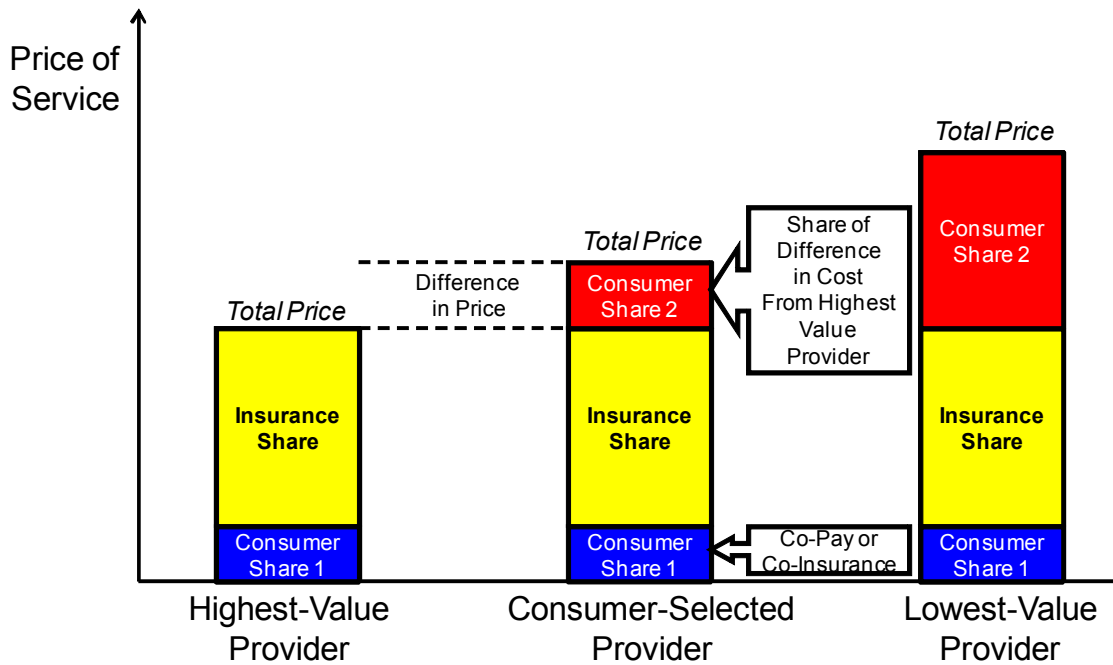 Price of
Service
Total Price
Insurance
Share
Consumer
Share 1
Highest-Value
Provider
Difference
in Price
Total Price
Consumer
Share 2
Insurance
Share
Consumer
Share 1
Consumer-Selected
Provider
Share of
Difference
in Cost
From Highest
Value
Provider
Co-Pay or
Co-Insurance
Total Price
Consumer
Share 2
Insurance
Share
Consumer
Share 1
Lowest-Value
Provider